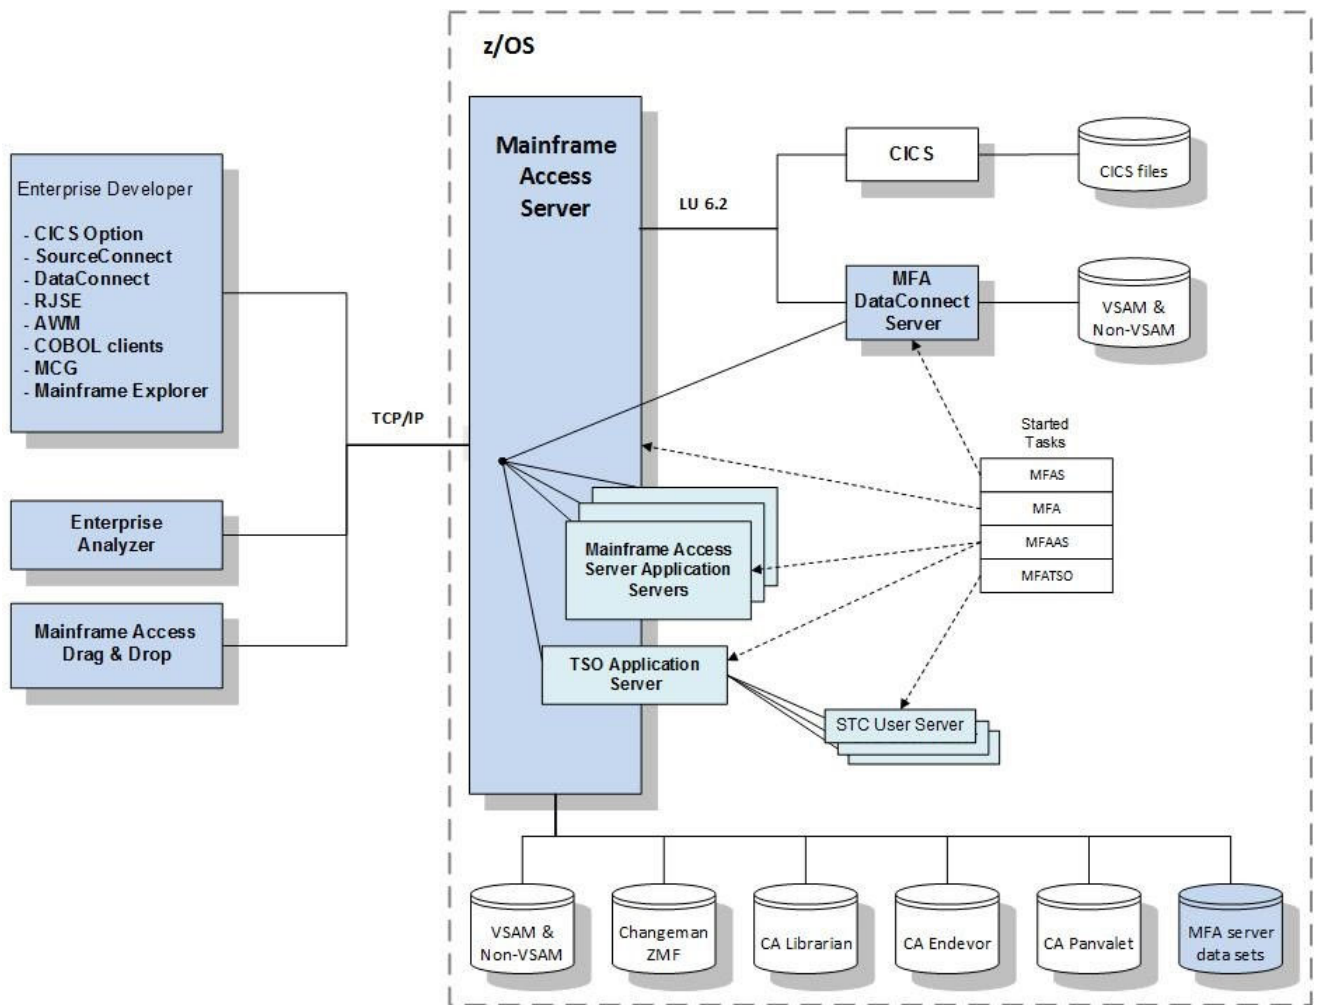 z/OS
Mainframe
Access
Server
Enterprise Developer
- CICS Option
- SourceConnect
- DataConnect
- RJSE
- AWM
- COBOL clients
- MCG
- Mainframe Explorer
TCP/IP
Enterprise
Analyzer
Mainframe Access
Drag & Drop
LU 6.2
CICS
CICS files
MFA
DataConnect
Server
VSAM &
Non-VSAM
Started
Tasks
MFAS
MFA
MFAAS
MFATSO
Mainframe Access
Server Application
Servers
TSO Application
Server
STC User Server
VSAM &
Non-VSAM
Changeman
ZMF
CA Librarian
CA Endevor
CA Panvalet
MFA server
data sets